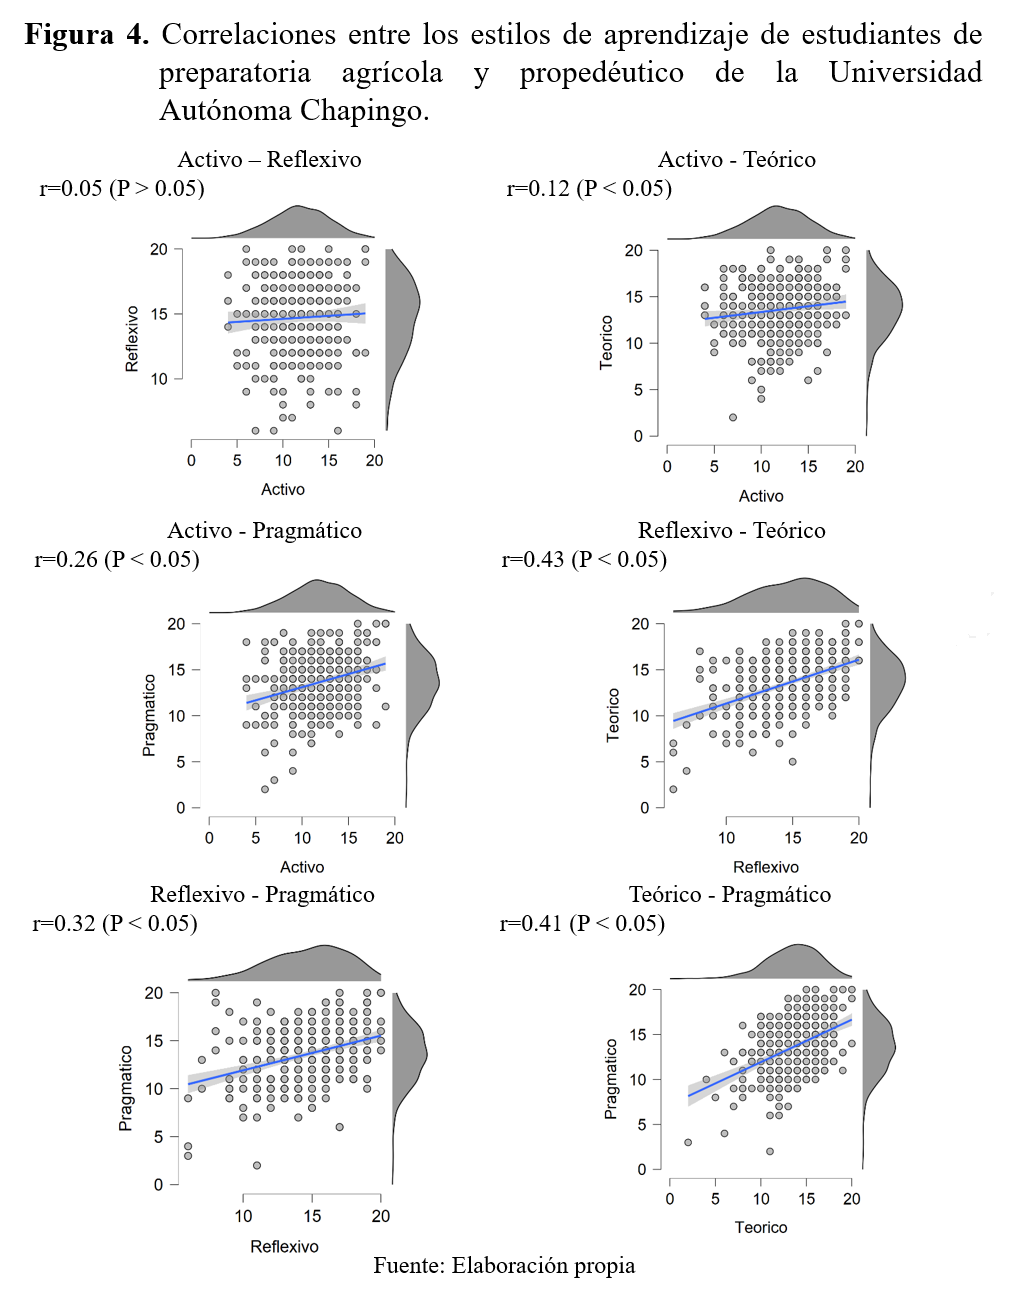 Figura 4. Correlaciones entre los estilos de aprendizaje de estudiantes de
preparatoria agrícola y propedéutico de la Universidad
Autónoma Chapingo.
Activo – Reflexivo
r=0.05 (P > 0.05)
20
15
10
Reflexivo
0 5 10 15 20
Activo
Activo - Teórico
r=0.12 (P < 0.05)
20
15
10
5
0
Teorico
0 5 10 15 20
Activo
Activo - Pragmático
r=0.26 (P < 0.05)
20
15
10
5
0
Pragmatico
0 5 10 15 20
Activo
Reflexivo - Teórico
r=0.43 (P < 0.05)
20
15
10
5
0
Teorico
10 15 20
Reflexivo
Reflexivo - Pragmático
r=0.32 (P < 0.05)
20
15
10
5
0
Pragmatico
10 15 20
Reflexivo
Teórico - Pragmático
r=0.41 (P < 0.05)
20
15
10
5
0
Pragmatico
0 5 10 15 20
Teorico
Fuente: Elaboración propia